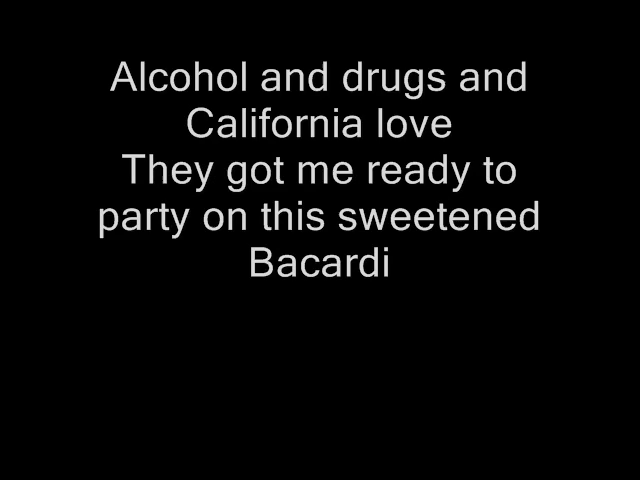 Alcohol and drugs and
California love
They got me ready to
party on this sweetened
Bacardi